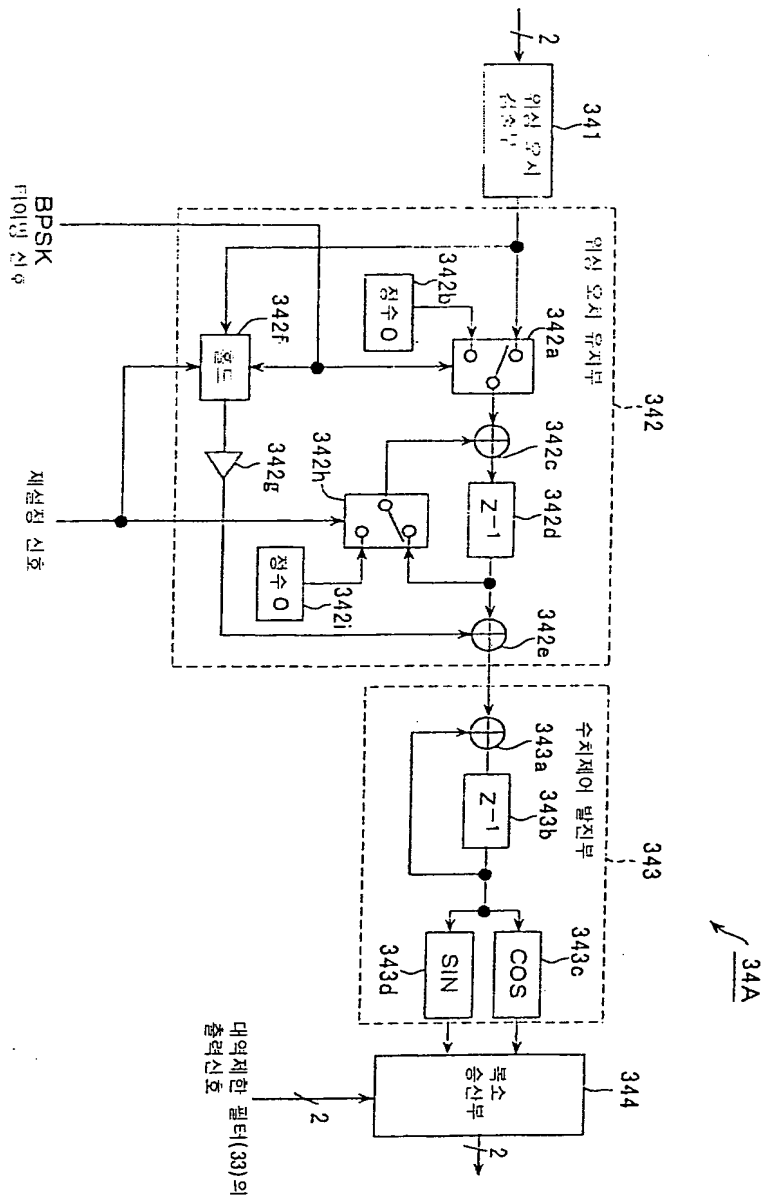 34A
341
위상 오차
검출부
2
342
위상 오차 유지부
342a
342b
정수 0
342c
342d
Z-1
342e
342f
홀드
342g
342h
342i
정수 0
BPSK
타이밍 신호
재설정 신호
343
수치제어 발진부
343a
343b
Z-1
343c
COS
343d
SIN
344
복소
승산부
2
2
대역제한 필터(33)의
출력신호